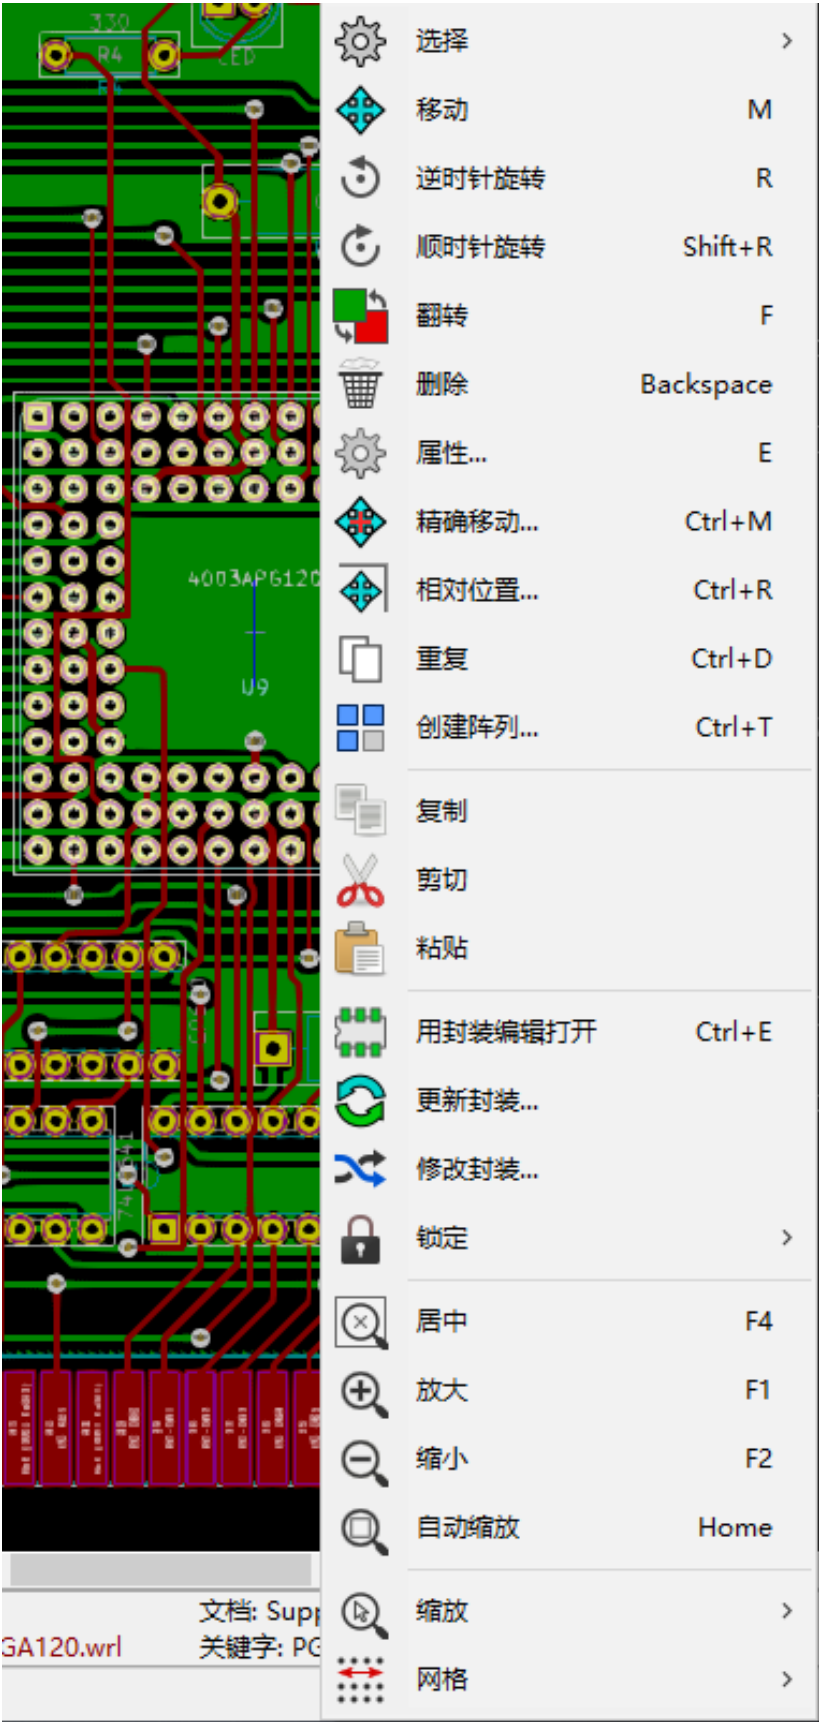 330
R4
LED
选择
移动 M
逆时针旋转 R
顺时针旋转 Shift+R
翻转 F
删除 Backspace
属性... E
精确移动... Ctrl+M
4003APG120
相对位置... Ctrl+R
重复 Ctrl+D
U9
创建阵列... Ctrl+T
复制
剪切
粘贴
用封装编辑打开 Ctrl+E
更新封装...
修改封装...
锁定
居中 F4
放大 F1
缩小 F2
自动缩放 Home
文档: Supp
缩放
GA120.wrl
关键字: PG
网格